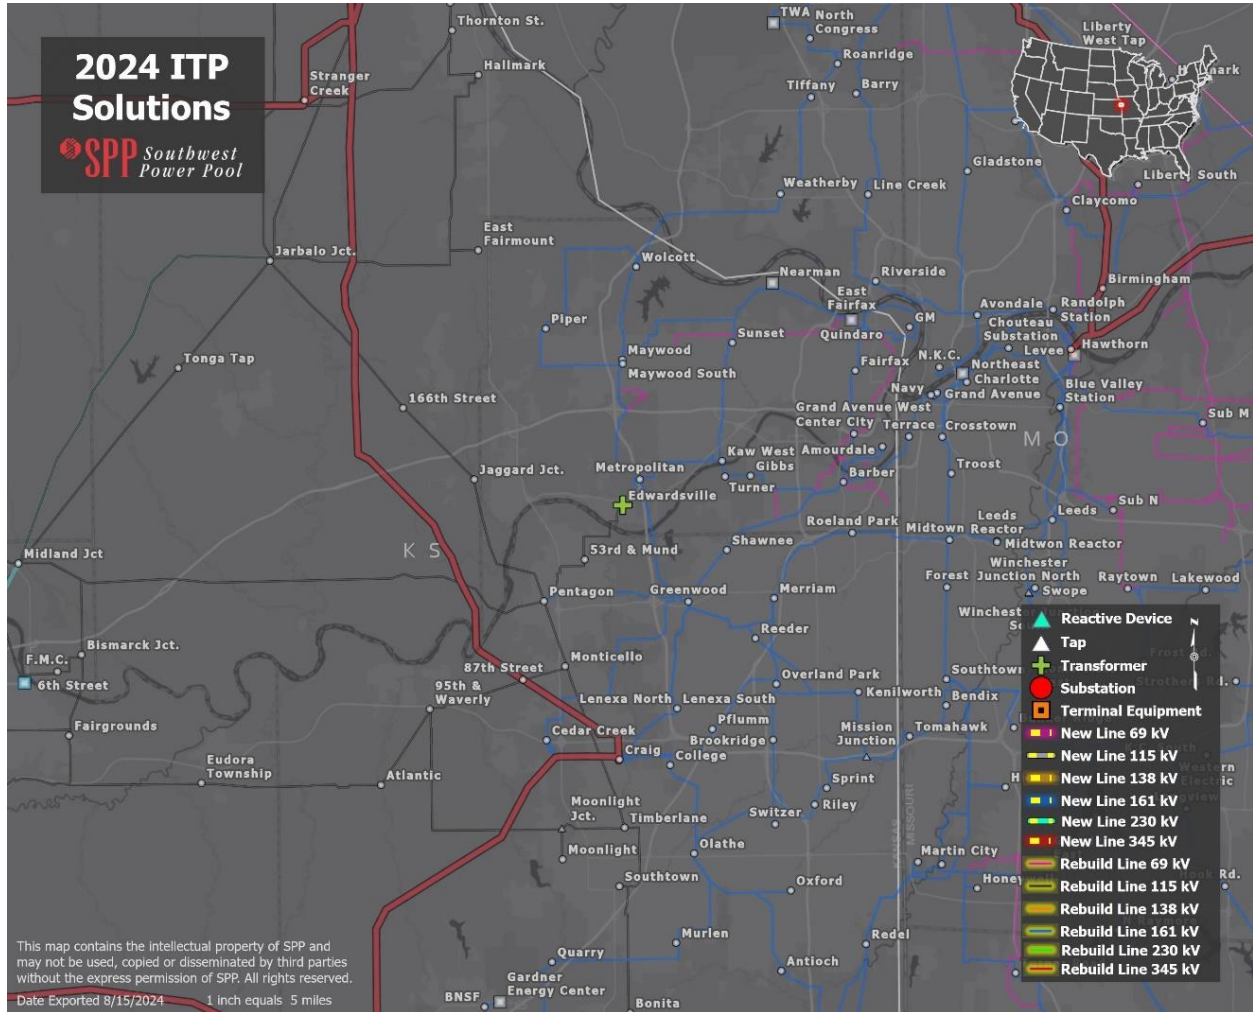 2024 ITP
Solutions
SPP Southwest
Power Pool
Thornton St.
Hallmark
Stranger
Creek
TWA
North
Congress
Roanridge
Tiffany
Barry
Liberty
West Tap
Gladstone
Liberty South
Claycomo
Weatherby
Line Creek
East
Fairmount
Jarbalo Jct.
Wolcott
Nearman
Riverside
Birmingham
East
Fairfax
Quindaro
GM
Avondale
Randolph
Station
Chouteau
Substation
Levee
Hawthorn
Piper
Sunset
Maywood
Maywood South
Fairfax
N.K.C.
Northeast
Charlotte
Navy
Grand Avenue
Blue Valley
Station
Tonga Tap
166th Street
Grand Avenue West
Center City
Terrace
Crosstown
Sub M
M O
Amourdale
Kaw West
Gibbs
Turner
Barber
Troost
Jaggard Jct.
Metropolitan
Edwardsville
Sub N
Leeds
Reactor
Leeds
Roeland Park
Midtown
Midtwon Reactor
K S
Midland Jct
53rd & Mund
Shawnee
Winchester
Junction North
Swope
Forest
Raytown
Lakewood
Pentagon
Greenwood
Merriam
Winchester Junction
Reeder
Bismarck Jct.
F.M.C.
6th Street
Monticello
87th Street
95th &
Waverly
Overland Park
Southtown
Kenilworth
Bendix
Lenexa North
Lenexa South
Pflumm
Mission
Junction
Tomahawk
Fairgrounds
Cedar Creek
Craig
Brookridge
College
Eudora
Township
Atlantic
Sprint
Riley
Moonlight
Jct.
Timberlane
Switzer
Moonlight
Olathe
Martin City
Southtown
Oxford
Murlen
Redel
Quarry
Antioch
Gardner
Energy Center
BNSF
Bonita
KANSAS
MISSOURI
N
Reactive Device
Tap
Transformer
Substation
Terminal Equipment
New Line 69 kV
New Line 115 kV
New Line 138 kV
New Line 161 kV
New Line 230 kV
New Line 345 kV
Rebuild Line 69 kV
Rebuild Line 115 kV
Rebuild Line 138 kV
Rebuild Line 161 kV
Rebuild Line 230 kV
Rebuild Line 345 kV
This map contains the intellectual property of SPP and
may not be used, copied or disseminated by third parties
without the express permission of SPP. All rights reserved.
Date Exported 8/15/2024 1 inch equals 5 miles